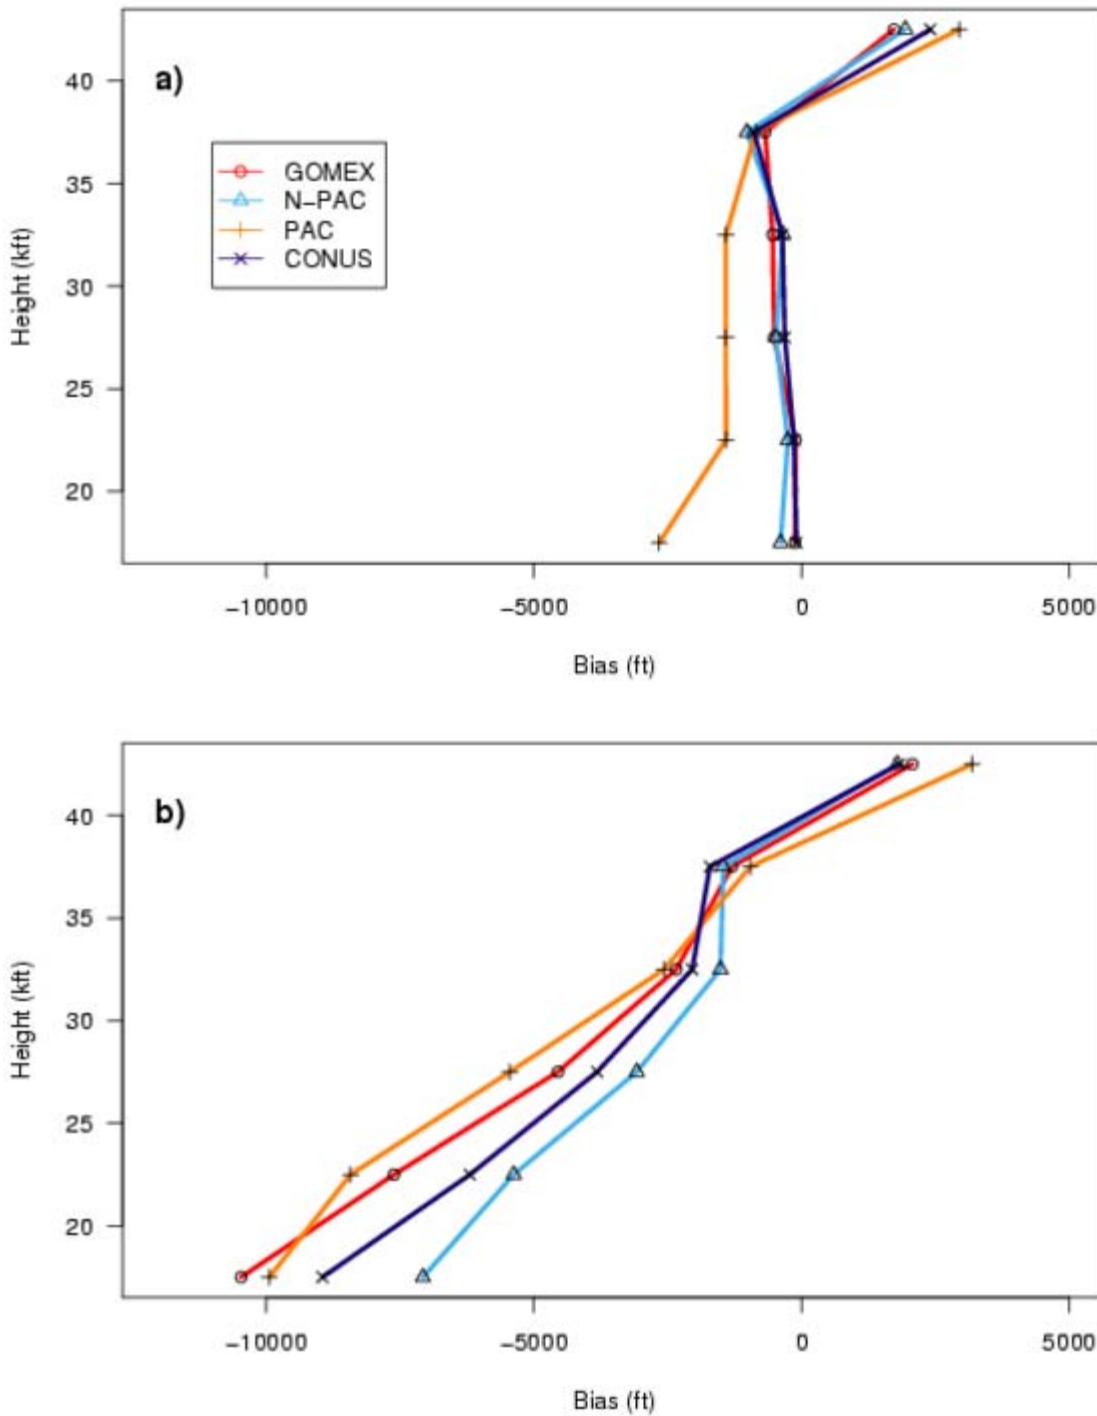 a)
40
35
30
25
20
Height (kft)
GOMEX
N-PAC
PAC
CONUS
-10000 -5000 0 5000
Bias (ft)
b)
40
35
30
25
20
Height (kft)
-10000 -5000 0 5000
Bias (ft)